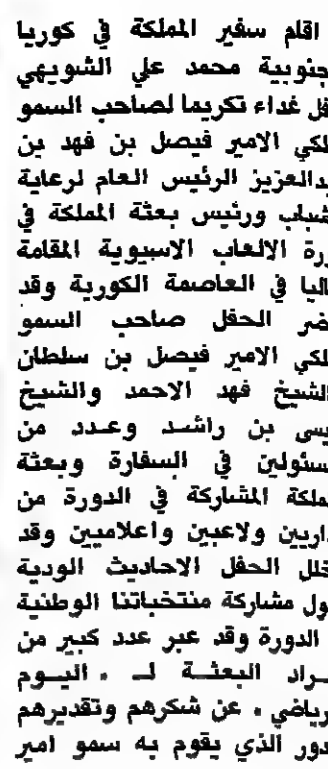 اقام سفير المملكة في كوريا
جنوبية محمد علي الشويهي
فل غداء تكريما لصاحب السمو
لكي الامير فيصل بن فهد بن
بدالعزيز الرئيس العام لرعاية
شباب ورئيس بعثة المملكة في
رة الالعاب الاسيوية المقامة
اليا في العاصمة الكورية وقد
ضر الحفل صاحب السمو
لكي الامير فيصل بن سلطان
الشيخ فهد الاحمد والشيخ
يسى بن راشد وعدد من
سئولين في السفارة وبعثة
ملكة المشاركة في الدورة من
داريين ولاعبين واعلاميين وقد
خلل الحفل الاحاديث الودية
ول مشاركة منتخباتنا الوطنية
الدورة وقد عبر عدد كبير من
راد البعثة لـ . اليوم
رياضي . عن شكرهم وتقديرهم
دور الذي يقوم به سمو امير